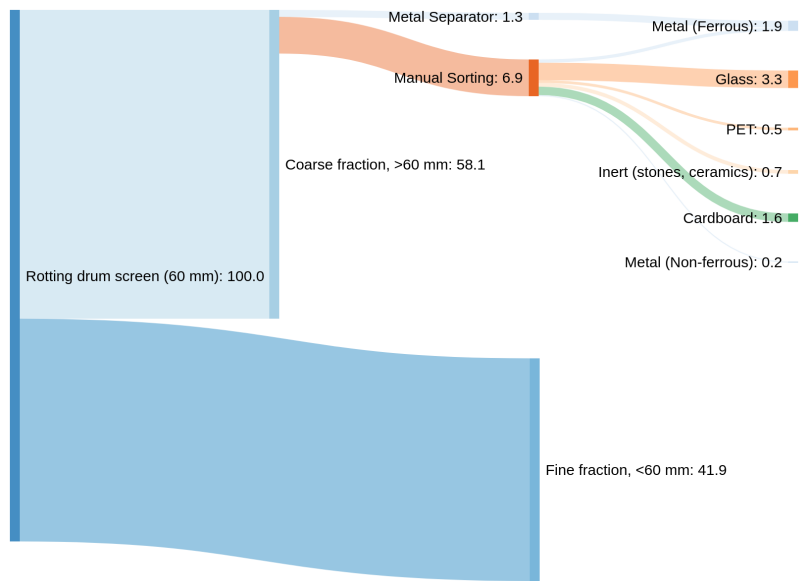 Metal Separator: 1.3
Metal (Ferrous): 1.9
Manual Sorting: 6.9
Glass: 3.3
PET: 0.5
Coarse fraction, >60 mm: 58.1
Inert (stones, ceramics): 0.7
Cardboard: 1.6
Metal (Non-ferrous): 0.2
Rotting drum screen (60 mm): 100.0
Fine fraction, <60 mm: 41.9